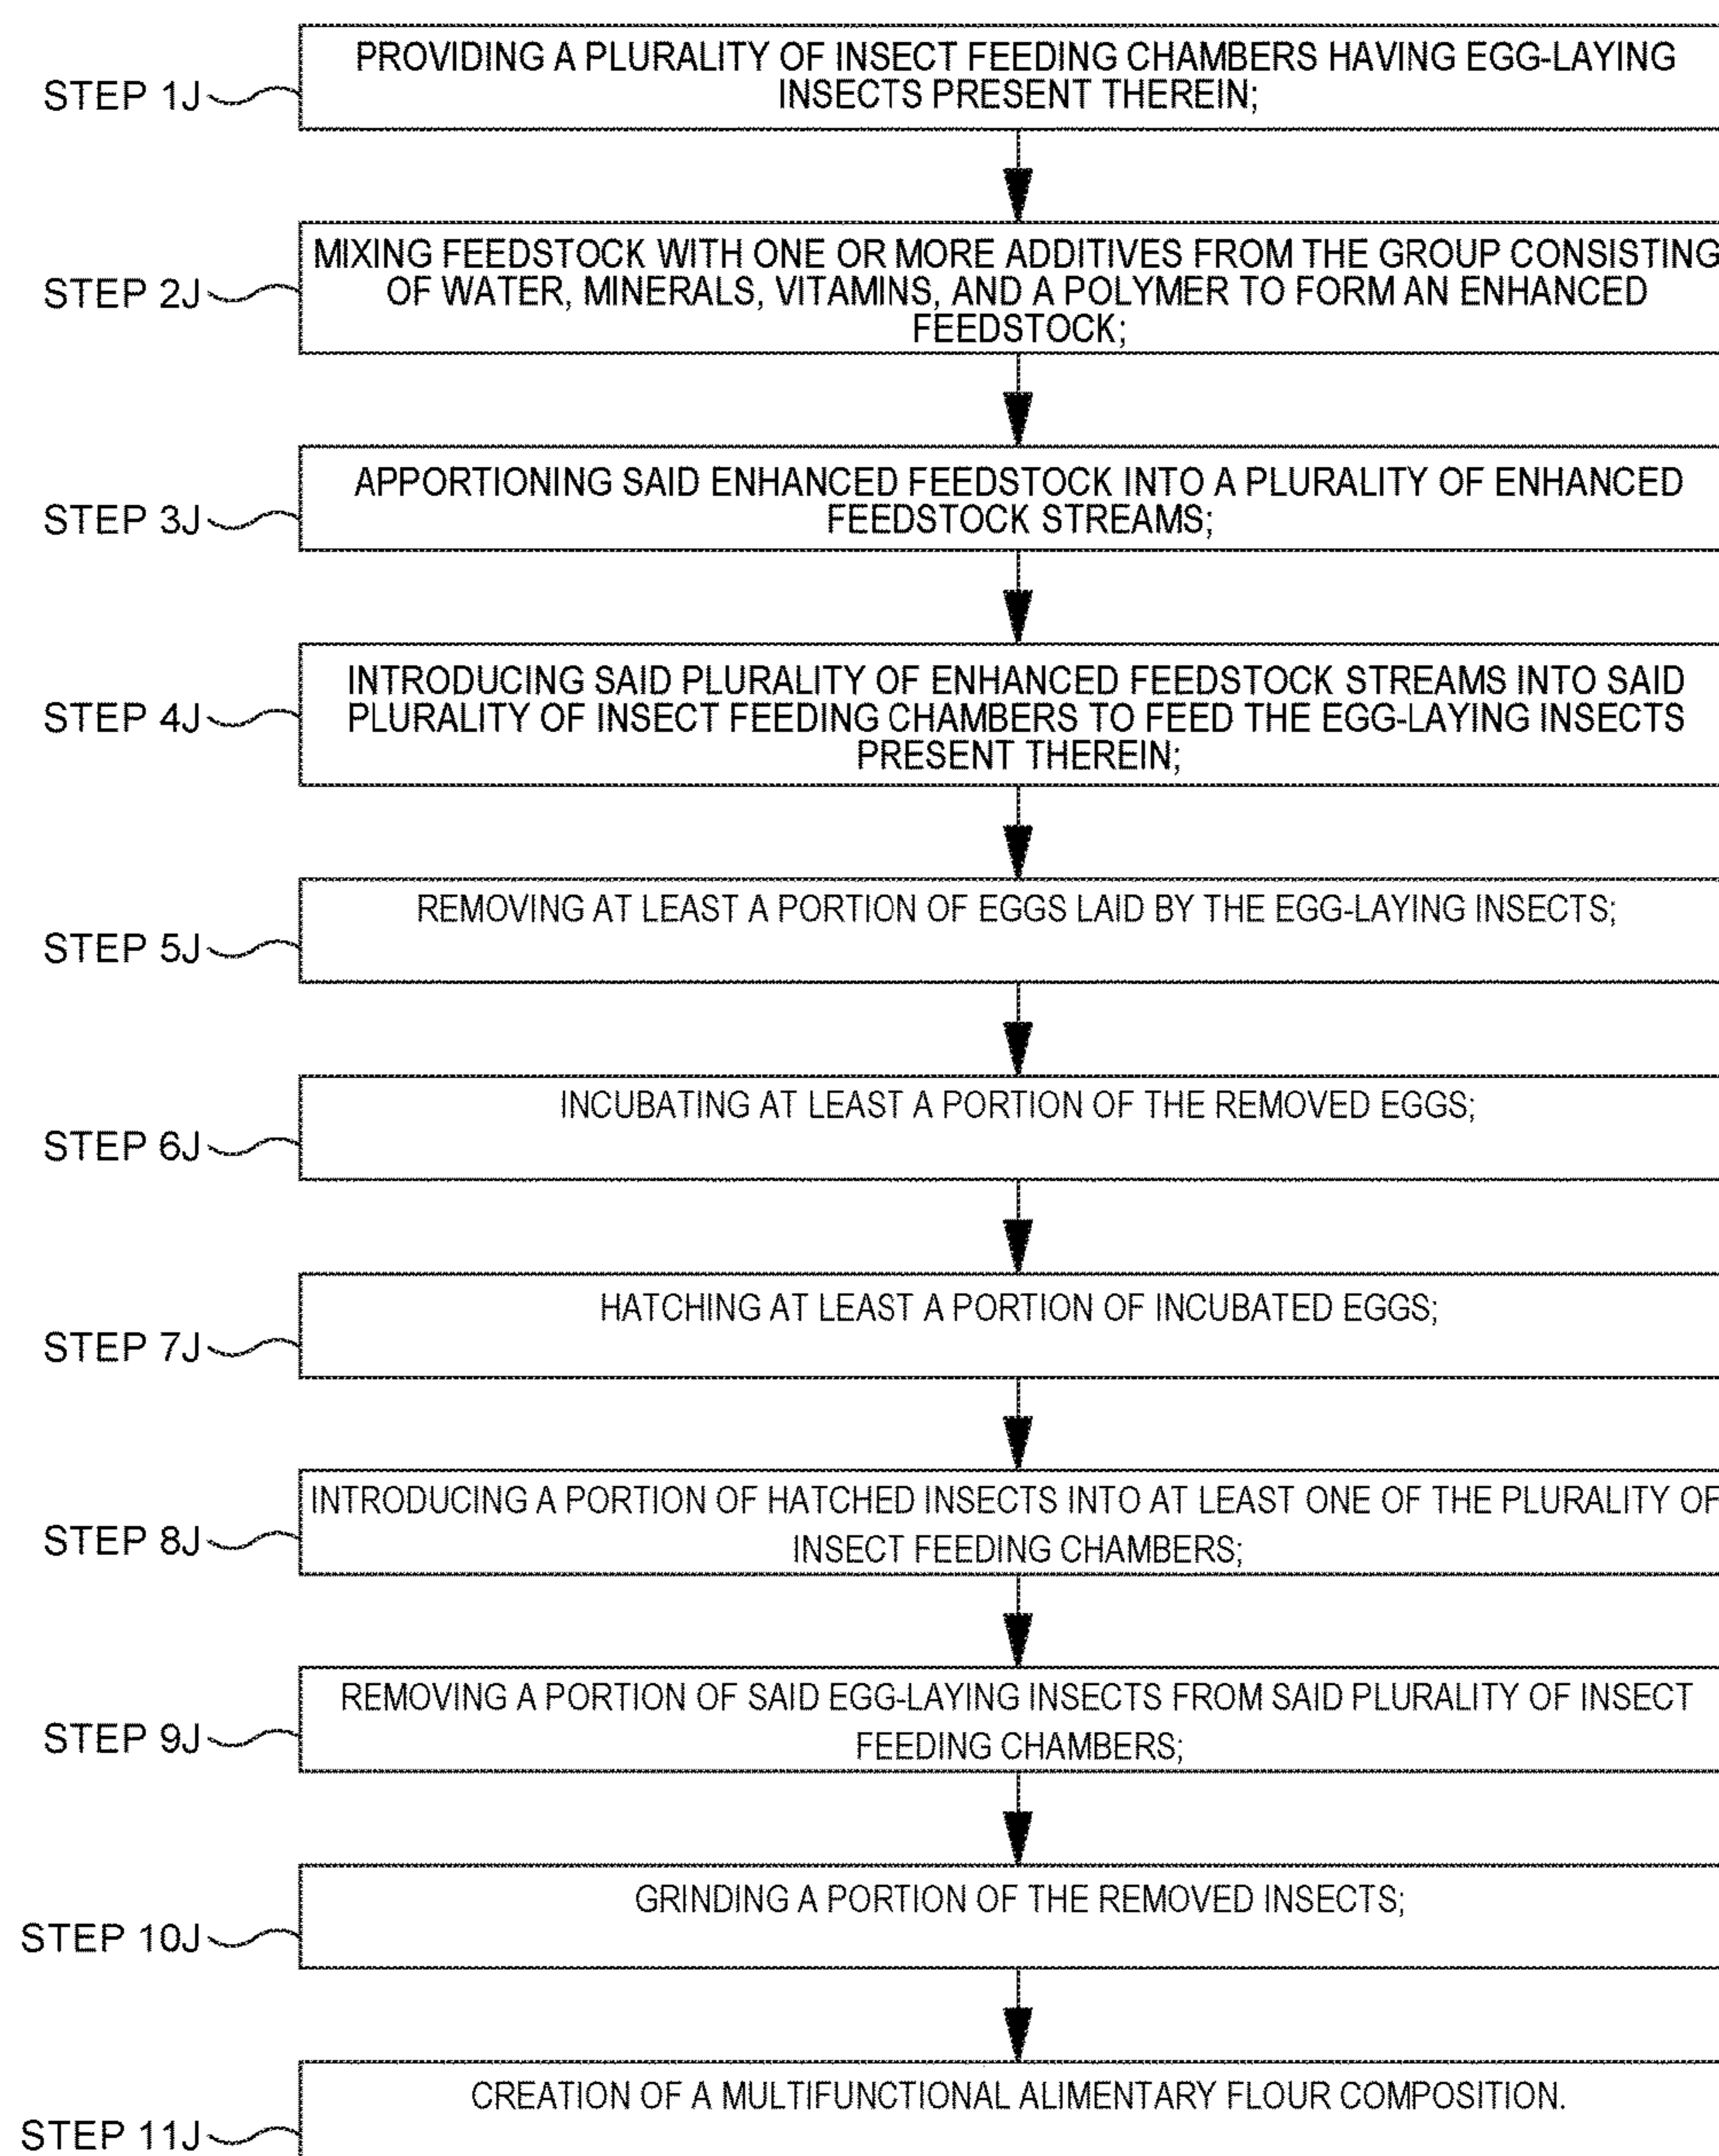 STEP 1J
PROVIDING A PLURALITY OF INSECT FEEDING CHAMBERS HAVING EGG-LAYING
INSECTS PRESENT THEREIN;
STEP 2J
MIXING FEEDSTOCK WITH ONE OR MORE ADDITIVES FROM THE GROUP CONSISTING
OF WATER, MINERALS, VITAMINS, AND A POLYMER TO FORM AN ENHANCED
FEEDSTOCK;
STEP 3J
APPORTIONING SAID ENHANCED FEEDSTOCK INTO A PLURALITY OF ENHANCED
FEEDSTOCK STREAMS;
STEP 4J
INTRODUCING SAID PLURALITY OF ENHANCED FEEDSTOCK STREAMS INTO SAID
PLURALITY OF INSECT FEEDING CHAMBERS TO FEED THE EGG-LAYING INSECTS
PRESENT THEREIN;
STEP 5J
REMOVING AT LEAST A PORTION OF EGGS LAID BY THE EGG-LAYING INSECTS;
STEP 6J
INCUBATING AT LEAST A PORTION OF THE REMOVED EGGS;
STEP 7J
HATCHING AT LEAST A PORTION OF INCUBATED EGGS;
STEP 8J
INTRODUCING A PORTION OF HATCHED INSECTS INTO AT LEAST ONE OF THE PLURALITY OF
INSECT FEEDING CHAMBERS;
STEP 9J
REMOVING A PORTION OF SAID EGG-LAYING INSECTS FROM SAID PLURALITY OF INSECT
FEEDING CHAMBERS;
STEP 10J
GRINDING A PORTION OF THE REMOVED INSECTS;
STEP 11J
CREATION OF A MULTIFUNCTIONAL ALIMENTARY FLOUR COMPOSITION.